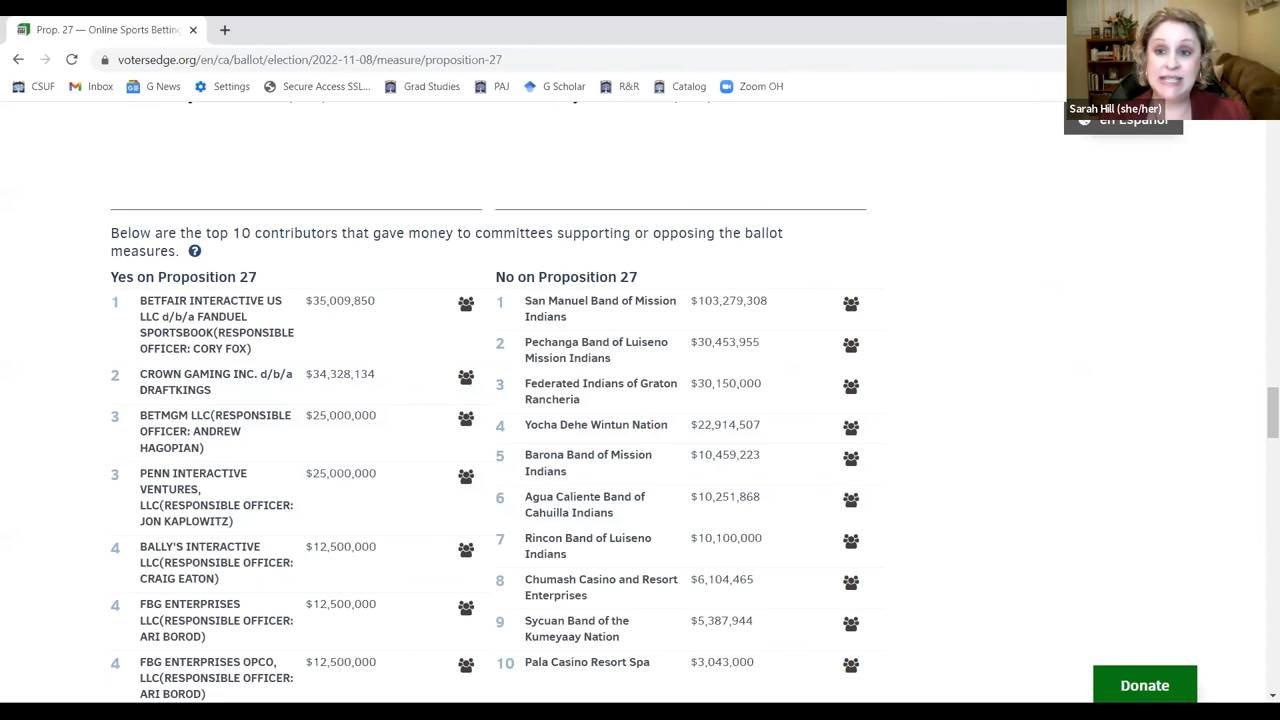 Prop. 27 — Online Sports Betting
votersedge.org/en/ca/ballot/election/2022-11-08/measure/proposition-27
CSUF
Inbox
G News
Settings
Secure Access SSL...
Grad Studies
PAJ
G Scholar
R&R
Catalog
Zoom OH
Sarah Hill (she/her)
en Español
Below are the top 10 contributors that gave money to committees supporting or opposing the ballot
measures. ?
Yes on Proposition 27
1 BETFAIR INTERACTIVE US $35,009,850
LLC d/b/a FANDUEL
SPORTSBOOK(RESPONSIBLE
OFFICER: CORY FOX)
2 CROWN GAMING INC. d/b/a $34,328,134
DRAFTKINGS
3 BETMGM LLC(RESPONSIBLE $25,000,000
OFFICER: ANDREW
HAGOPIAN)
3 PENN INTERACTIVE $25,000,000
VENTURES,
LLC(RESPONSIBLE OFFICER:
JON KAPLOWITZ)
4 BALLY'S INTERACTIVE $12,500,000
LLC(RESPONSIBLE OFFICER:
CRAIG EATON)
4 FBG ENTERPRISES $12,500,000
LLC(RESPONSIBLE OFFICER:
ARI BOROD)
4 FBG ENTERPRISES OPCO, $12,500,000
LLC(RESPONSIBLE OFFICER:
ARI BOROD)
No on Proposition 27
1 San Manuel Band of Mission $103,279,308
Indians
2 Pechanga Band of Luiseno $30,453,955
Mission Indians
3 Federated Indians of Graton $30,150,000
Rancheria
4 Yocha Dehe Wintun Nation $22,914,507
5 Barona Band of Mission $10,459,223
Indians
6 Agua Caliente Band of $10,251,868
Cahuilla Indians
7 Rincon Band of Luiseno $10,100,000
Indians
8 Chumash Casino and Resort $6,104,465
Enterprises
9 Sycuan Band of the $5,387,944
Kumeyaay Nation
10 Pala Casino Resort Spa $3,043,000
Donate